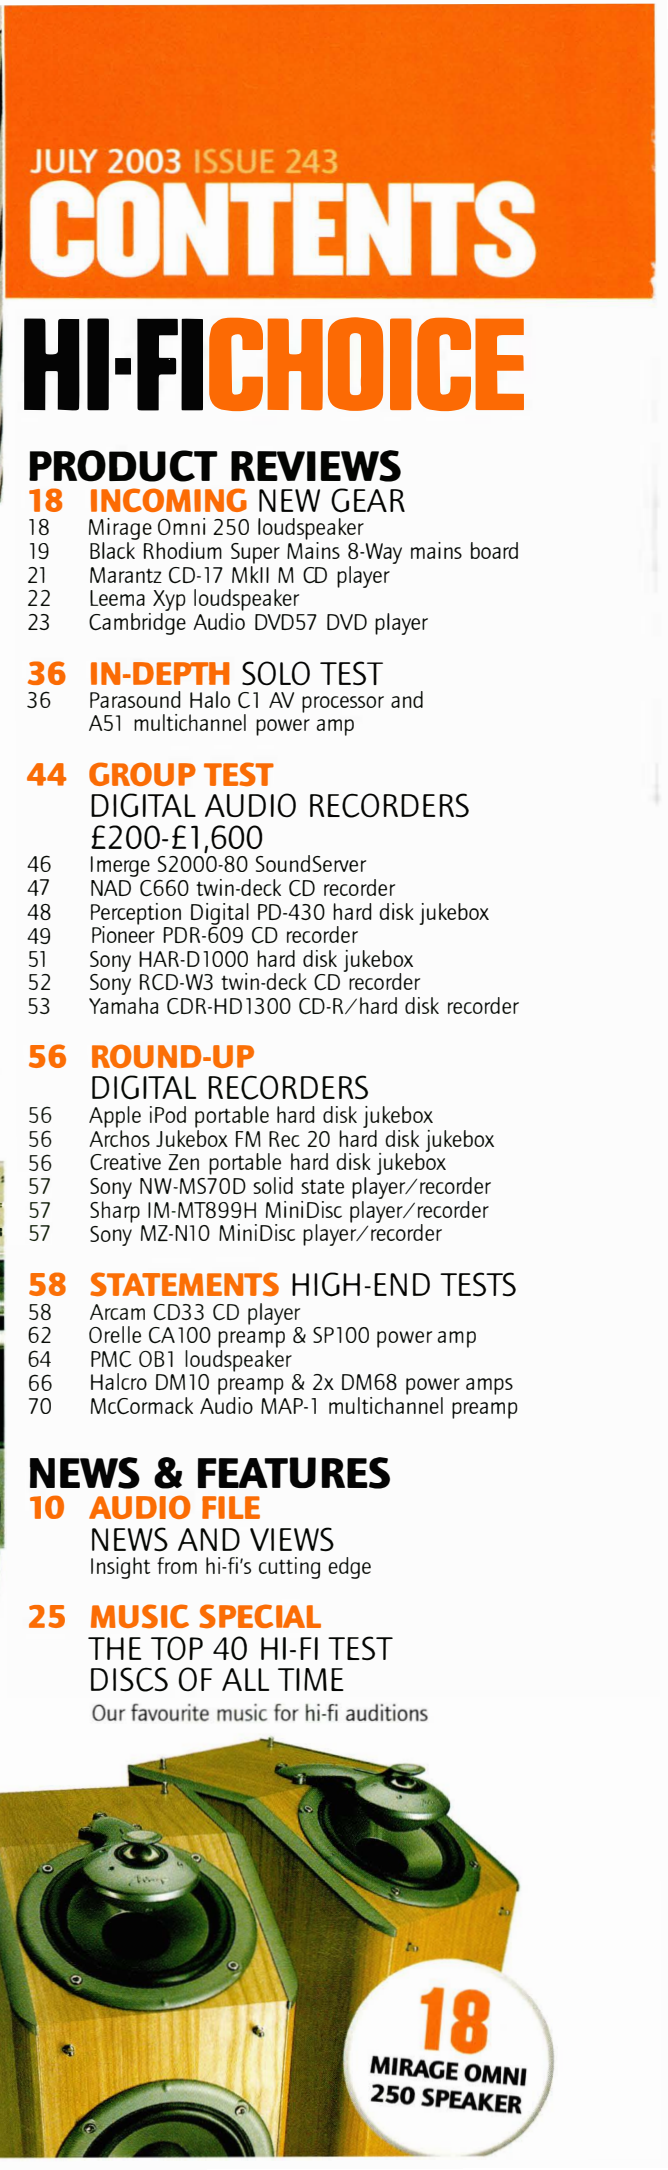 JULY 2003 ISSUE 243
CONTENTS
HI-FICHOICE
PRODUCT REVIEWS
18 INCOMING NEW GEAR
18 Mirage Omni 250 loudspeaker
19 Black Rhodium Super Mains 8-Way mains board
21 Marantz CD-17 MkII M CD player
22 Leema Xyp loudspeaker
23 Cambridge Audio DVD57 DVD player
36 IN-DEPTH SOLO TEST
36 Parasound Halo C1 AV processor and
A51 multichannel power amp
44 GROUP TEST
DIGITAL AUDIO RECORDERS
£200-£1,600
46 Imerge S2000-80 SoundServer
47 NAD C660 twin-deck CD recorder
48 Perception Digital PD-430 hard disk jukebox
49 Pioneer PDR-609 CD recorder
51 Sony HAR-D1000 hard disk jukebox
52 Sony RCD-W3 twin-deck CD recorder
53 Yamaha CDR-HD1300 CD-R/hard disk recorder
56 ROUND-UP
DIGITAL RECORDERS
56 Apple iPod portable hard disk jukebox
56 Archos Jukebox FM Rec 20 hard disk jukebox
56 Creative Zen portable hard disk jukebox
57 Sony NW-MS70D solid state player/recorder
57 Sharp IM-MT899H MiniDisc player/recorder
57 Sony MZ-N10 MiniDisc player/recorder
58 STATEMENTS HIGH-END TESTS
58 Arcam CD33 CD player
62 Orelle CA100 preamp & SP100 power amp
64 PMC OB1 loudspeaker
66 Halcro DM10 preamp & 2x DM68 power amps
70 McCormack Audio MAP-1 multichannel preamp
NEWS & FEATURES
10 AUDIO FILE
NEWS AND VIEWS
Insight from hi-fi's cutting edge
25 MUSIC SPECIAL
THE TOP 40 HI-FI TEST
DISCS OF ALL TIME
Our favourite music for hi-fi auditions
18
MIRAGE OMNI
250 SPEAKER